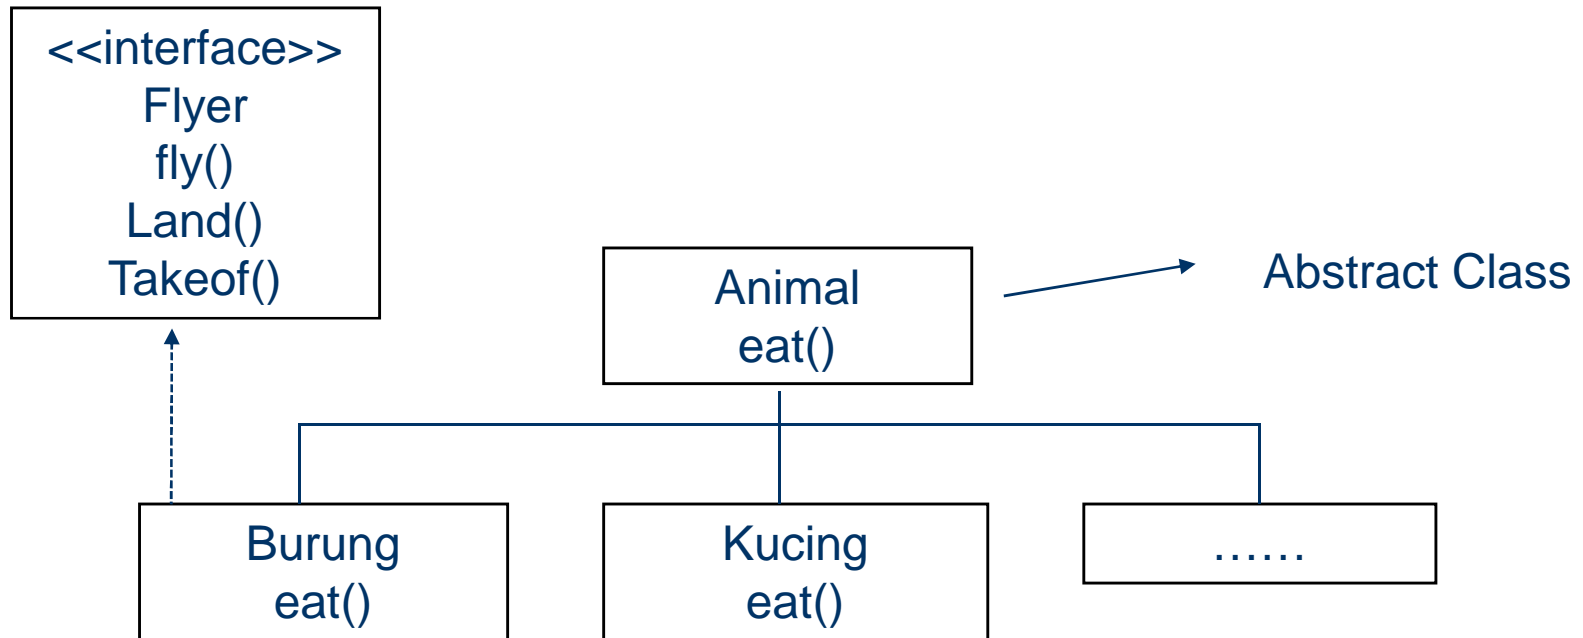 <<interface>>
Flyer
fly()
Land()
Takeof()
Animal
eat()
Abstract Class
Burung
eat()
Kucing
eat()
……